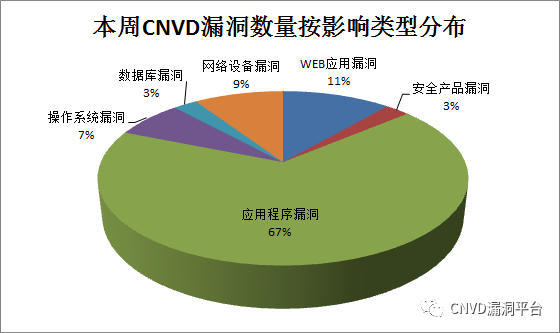 本周CNVD漏洞数量按影响类型分布
WEB应用漏洞
11%
安全产品漏洞
3%
应用程序漏洞
67%
操作系统漏洞
7%
数据库漏洞
3%
网络设备漏洞
9%
CNVD漏洞平台